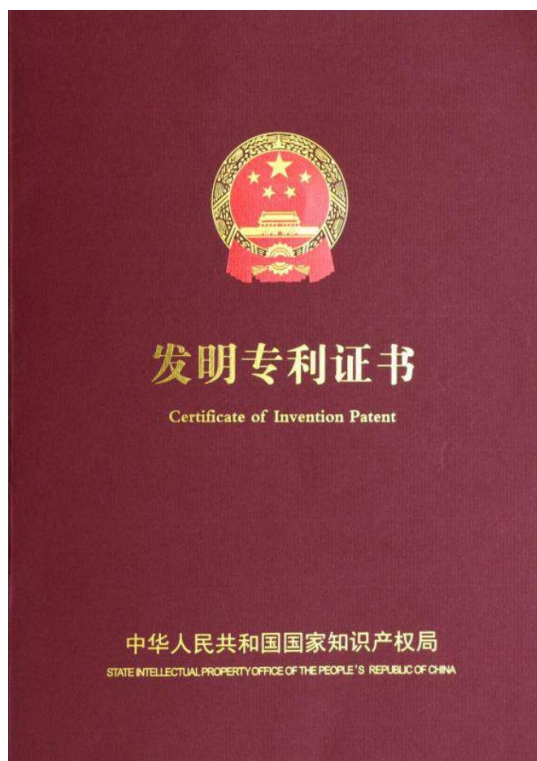 发明专利证书
Certificate of Invention Patent
中华人民共和国国家知识产权局
STATE INTELLECTUAL PROPERTY OFFICE OF THE PEOPLE'S REPUBLIC OF CHINA